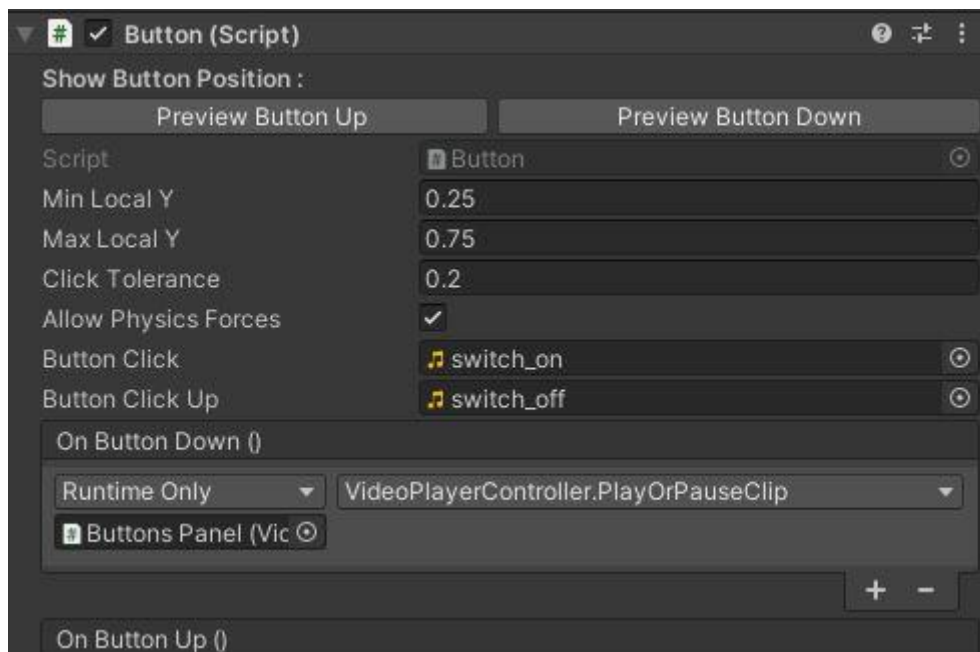 Button (Script)
Show Button Position :
Preview Button Up Preview Button Down
Script Button
Min Local Y 0.25
Max Local Y 0.75
Click Tolerance 0.2
Allow Physics Forces
Button Click switch_on
Button Click Up switch_off
On Button Down ()
Runtime Only VideoPlayerController.PlayOrPauseClip
Buttons Panel (Vic
On Button Up ()